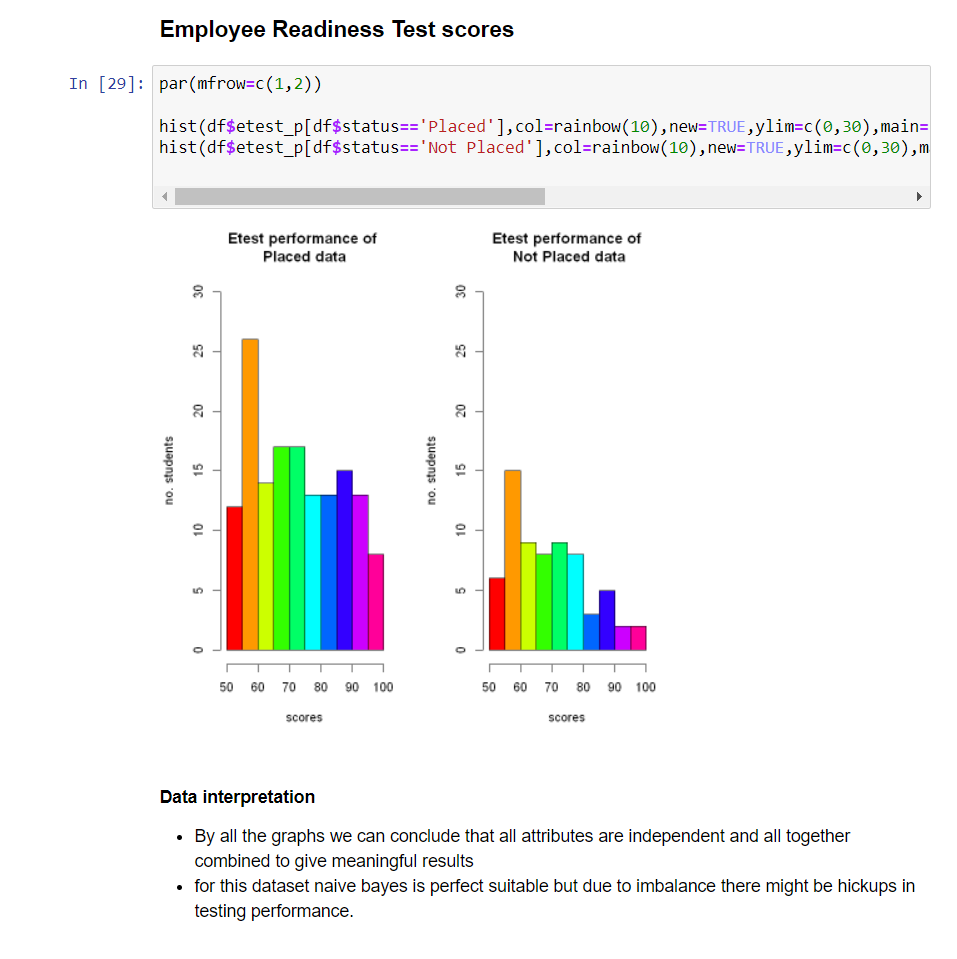 Employee Readiness Test scores
In [29]:
par(mfrow=c(1,2))
hist(df$etest_p[df$status=='Placed'],col=rainbow(10),new=TRUE,ylim=c(0,30),main=
hist(df$etest_p[df$status=='Not Placed'],col=rainbow(10),new=TRUE,ylim=c(0,30),m
Etest performance of
Placed data
30
25
20
15
10
5
0
no. students
50 60 70 80 90 100
scores
Etest performance of
Not Placed data
30
25
20
15
10
5
0
no. students
50 60 70 80 90 100
scores
Data interpretation
• By all the graphs we can conclude that all attributes are independent and all together
combined to give meaningful results
• for this dataset naive bayes is perfect suitable but due to imbalance there might be hickups in
testing performance.